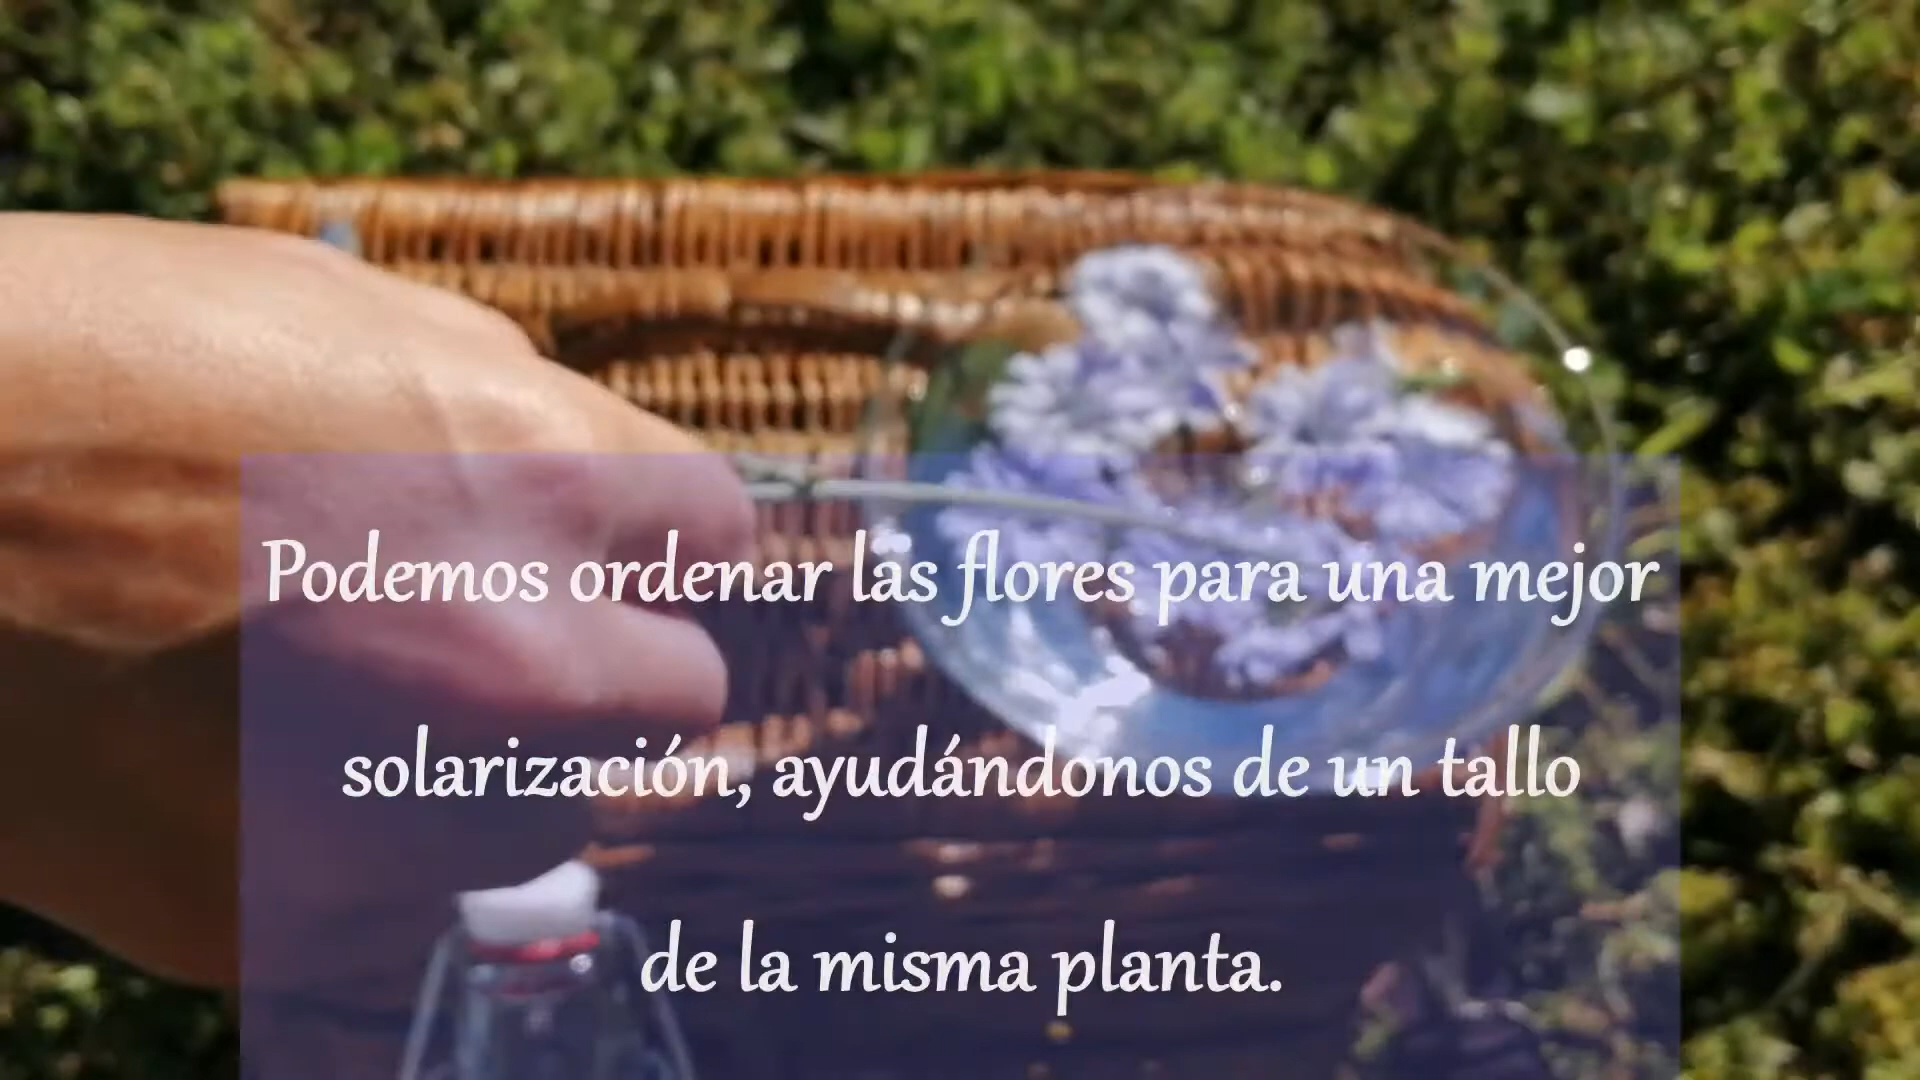 Podemos ordenar las flores para una mejor
solarización, ayudándonos de un tallo
de la misma planta.